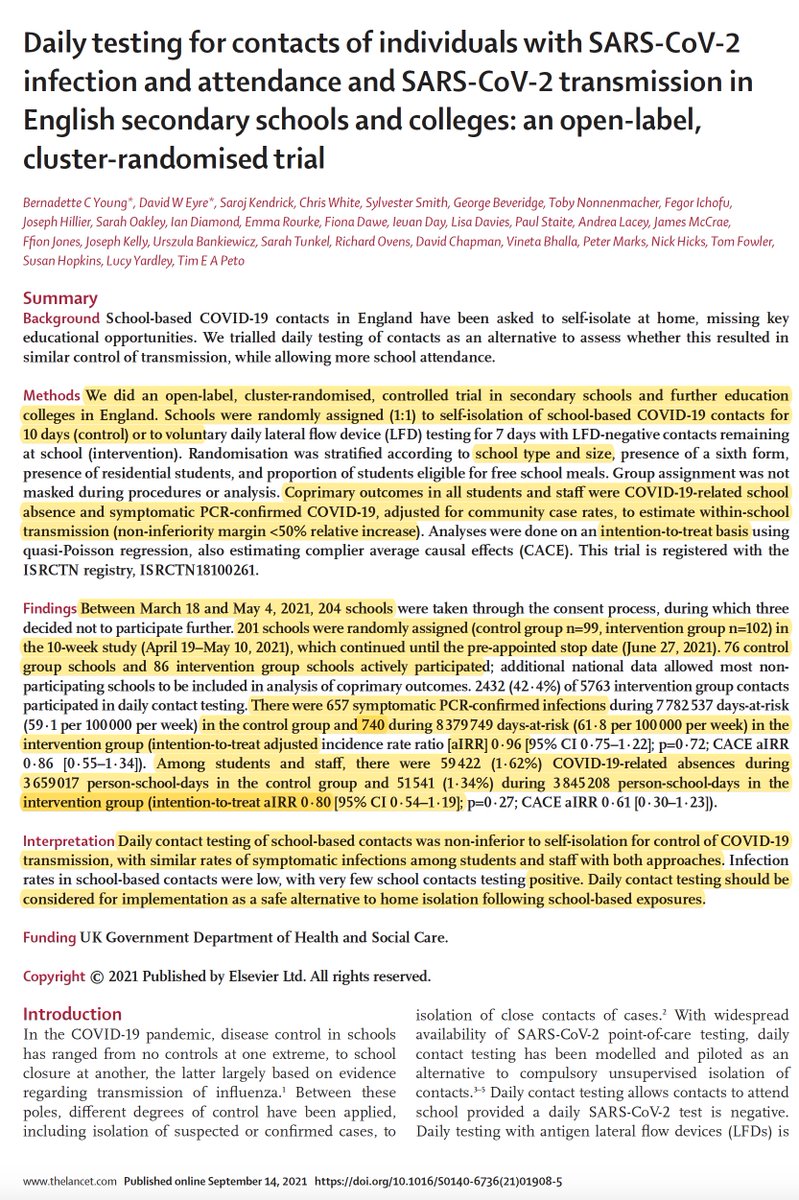 Daily testing for contacts of individuals with SARS-CoV-2
infection and attendance and SARS-CoV-2 transmission in
English secondary schools and colleges: an open-label,
cluster-randomised trial
Bernadette C Young*, David W Eyre*, Saroj Kendrick, Chris White, Sylvester Smith, George Beveridge, Toby Nonnenmacher, Fegor Ichofu,
Joseph Hillier, Sarah Oakley, Ian Diamond, Emma Rourke, Fiona Dawe, Ieuan Day, Lisa Davies, Paul Staite, Andrea Lacey, James McCrae,
Ffion Jones, Joseph Kelly, Urszula Bankiewicz, Sarah Tunkel, Richard Ovens, David Chapman, Vineta Bhalla, Peter Marks, Nick Hicks, Tom Fowler,
Susan Hopkins, Lucy Yardley, Tim E A Peto
Summary
Background School-based COVID-19 contacts in England have been asked to self-isolate at home, missing key
educational opportunities. We trialled daily testing of contacts as an alternative to assess whether this resulted in
similar control of transmission, while allowing more school attendance.
Methods We did an open-label, cluster-randomised, controlled trial in secondary schools and further education
colleges in England. Schools were randomly assigned (1:1) to self-isolation of school-based COVID-19 contacts for
10 days (control) or to voluntary daily lateral flow device (LFD) testing for 7 days with LFD-negative contacts remaining
at school (intervention). Randomisation was stratified according to school type and size, presence of a sixth form,
presence of residential students, and proportion of students eligible for free school meals. Group assignment was not
masked during procedures or analysis. Coprimary outcomes in all students and staff were COVID-19-related school
absence and symptomatic PCR-confirmed COVID-19, adjusted for community case rates, to estimate within-school
transmission (non-inferiority margin <50% relative increase). Analyses were done on an intention-to-treat basis using
quasi-Poisson regression, also estimating complier average causal effects (CACE). This trial is registered with the
ISRCTN registry, ISRCTN18100261.
Findings Between March 18 and May 4, 2021, 204 schools were taken through the consent process, during which three
decided not to participate further. 201 schools were randomly assigned (control group n=99, intervention group n=102) in
the 10-week study (April 19–May 10, 2021), which continued until the pre-appointed stop date (June 27, 2021). 76 control
group schools and 86 intervention group schools actively participated; additional national data allowed most non-
participating schools to be included in analysis of coprimary outcomes. 2432 (42·4%) of 5763 intervention group contacts
participated in daily contact testing. There were 657 symptomatic PCR-confirmed infections during 7 782 537 days-at-risk
(59·1 per 100 000 per week) in the control group and 740 during 8 379 749 days-at-risk (61·8 per 100 000 per week) in the
intervention group (intention-to-treat adjusted incidence rate ratio [aIRR] 0·96 [95% CI 0·75–1·22]; p=0·72; CACE aIRR
0·86 [0·55–1·34]). Among students and staff, there were 59 422 (1·62%) COVID-19-related absences during
3 659 017 person-school-days in the control group and 51 541 (1·34%) during 3 845 208 person-school-days in the
intervention group (intention-to-treat aIRR 0·80 [95% CI 0·54–1·19]; p=0·27; CACE aIRR 0·61 [0·30–1·23]).
Interpretation Daily contact testing of school-based contacts was non-inferior to self-isolation for control of COVID-19
transmission, with similar rates of symptomatic infections among students and staff with both approaches. Infection
rates in school-based contacts were low, with very few school contacts testing positive. Daily contact testing should be
considered for implementation as a safe alternative to home isolation following school-based exposures.
Funding UK Government Department of Health and Social Care.
Copyright © 2021 Published by Elsevier Ltd. All rights reserved.
Introduction
In the COVID-19 pandemic, disease control in schools
has ranged from no controls at one extreme, to school
closure at another, the latter largely based on evidence
regarding transmission of influenza.¹ Between these
poles, different degrees of control have been applied,
including isolation of suspected or confirmed cases, to
isolation of close contacts of cases.² With widespread
availability of SARS-CoV-2 point-of-care testing, daily
contact testing has been modelled and piloted as an
alternative to compulsory unsupervised isolation of
contacts.³⁻⁵ Daily contact testing allows contacts to attend
school provided a daily SARS-CoV-2 test is negative.
Daily testing with antigen lateral flow devices (LFDs) is
www.thelancet.com Published online September 14, 2021 https://doi.org/10.1016/S0140-6736(21)01908-5